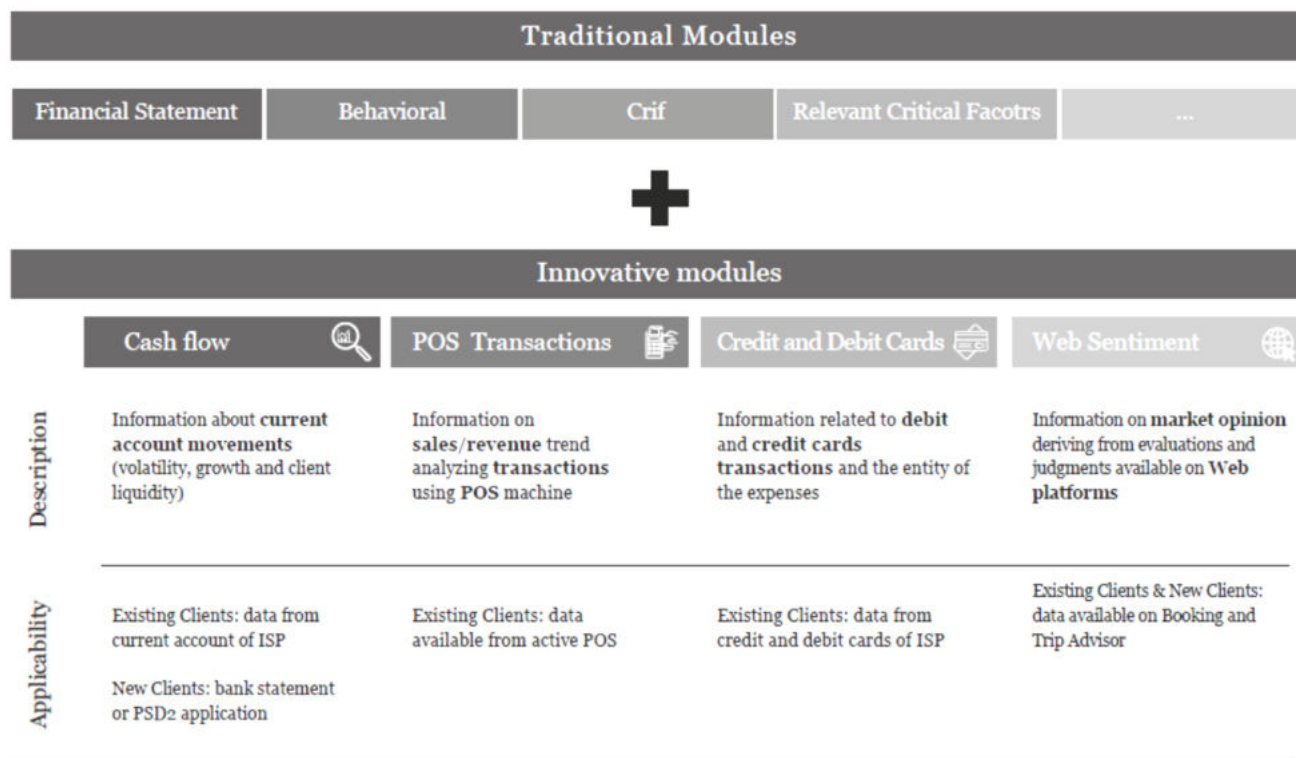 Traditional Modules
Financial Statement
Behavioral
Crif
Relevant Critical Facotrs
...
Innovative modules
Cash flow
POS Transactions
Credit and Debit Cards
Web Sentiment
Description
Information about current
account movements
(volatility, growth and client
liquidity)
Information on
sales/revenue trend
analyzing transactions
using POS machine
Information related to debit
and credit cards
transactions and the entity of
the expenses
Information on market opinion
deriving from evaluations and
judgments available on Web
platforms
Applicability
Existing Clients: data from
current account of ISP
New Clients: bank statement
or PSD2 application
Existing Clients: data
available from active POS
Existing Clients: data from
credit and debit cards of ISP
Existing Clients & New Clients:
data available on Booking and
Trip Advisor